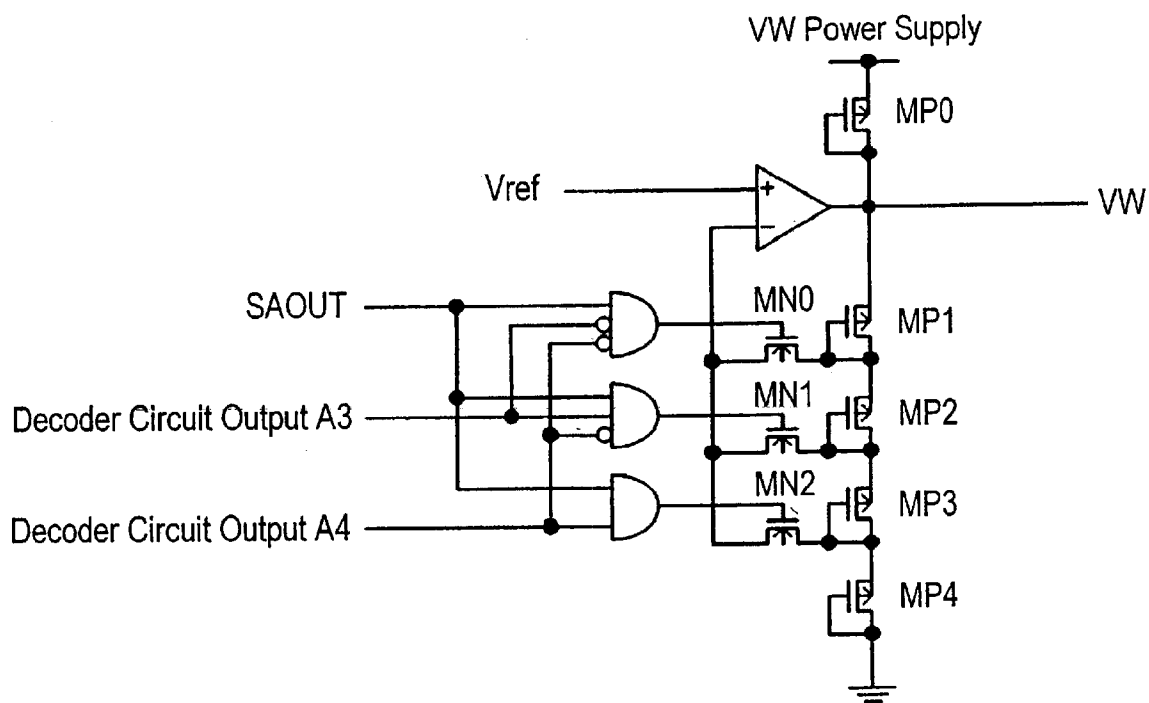 VW Power Supply
MP0
Vref
+
−
VW
SAOUT
MN0
MP1
Decoder Circuit Output A3
MN1
MP2
MN2
MP3
Decoder Circuit Output A4
MP4